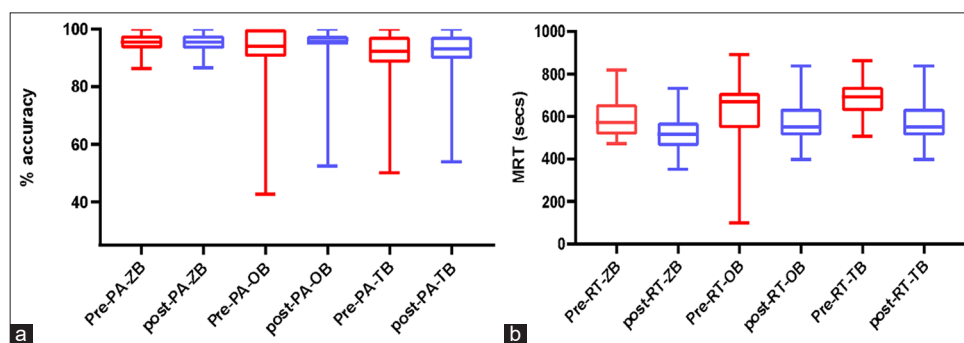 % accuracy
100
80
60
40
Pre-PA-ZB
post-PA-ZB
Pre-PA-OB
post-PA-OB
Pre-PA-TB
post-PA-TB
a
MRT (secs)
1000
800
600
400
200
0
Pre-RT-ZB
post-RT-ZB
Pre-RT-OB
post-RT-OB
Pre-RT-TB
post-RT-TB
b